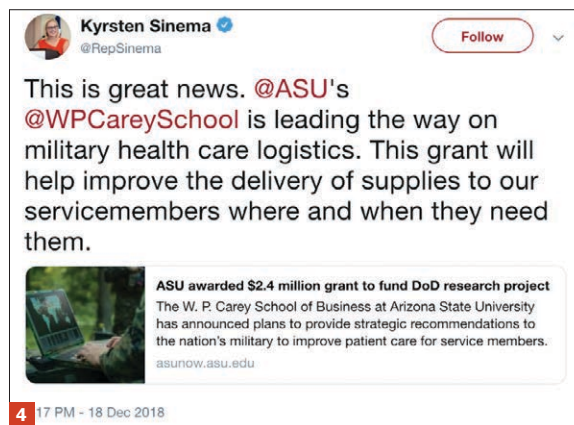 Kyrsten Sinema
@RepSinema
Follow
This is great news. @ASU's
@WPCareySchool is leading the way on
military health care logistics. This grant will
help improve the delivery of supplies to our
servicemembers where and when they need
them.
ASU awarded $2.4 million grant to fund DoD research project
The W. P. Carey School of Business at Arizona State University
has announced plans to provide strategic recommendations to
the nation's military to improve patient care for service members.
asunow.asu.edu
4 17 PM - 18 Dec 2018